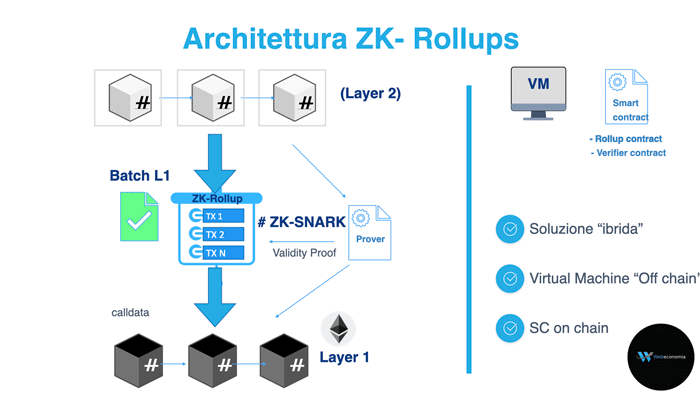 Architettura ZK- Rollups
# # #
(Layer 2)
Batch L1
ZK-Rollup
TX 1
TX 2
TX N
# ZK-SNARK
Prover
Validity Proof
calldata
# # #
Layer 1
VM
Smart
contract
- Rollup contract
- Verifier contract
Soluzione “ibrida”
Virtual Machine “Off chain”
SC on chain
Webeconomia